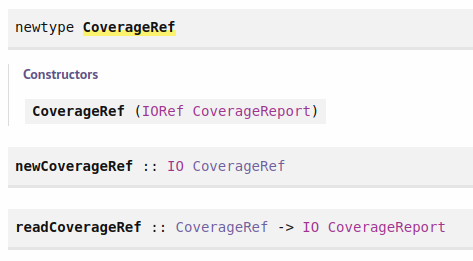 newtype CoverageRef
Constructors
CoverageRef (IORef CoverageReport)
newCoverageRef :: IO CoverageRef
readCoverageRef :: CoverageRef -> IO CoverageReport